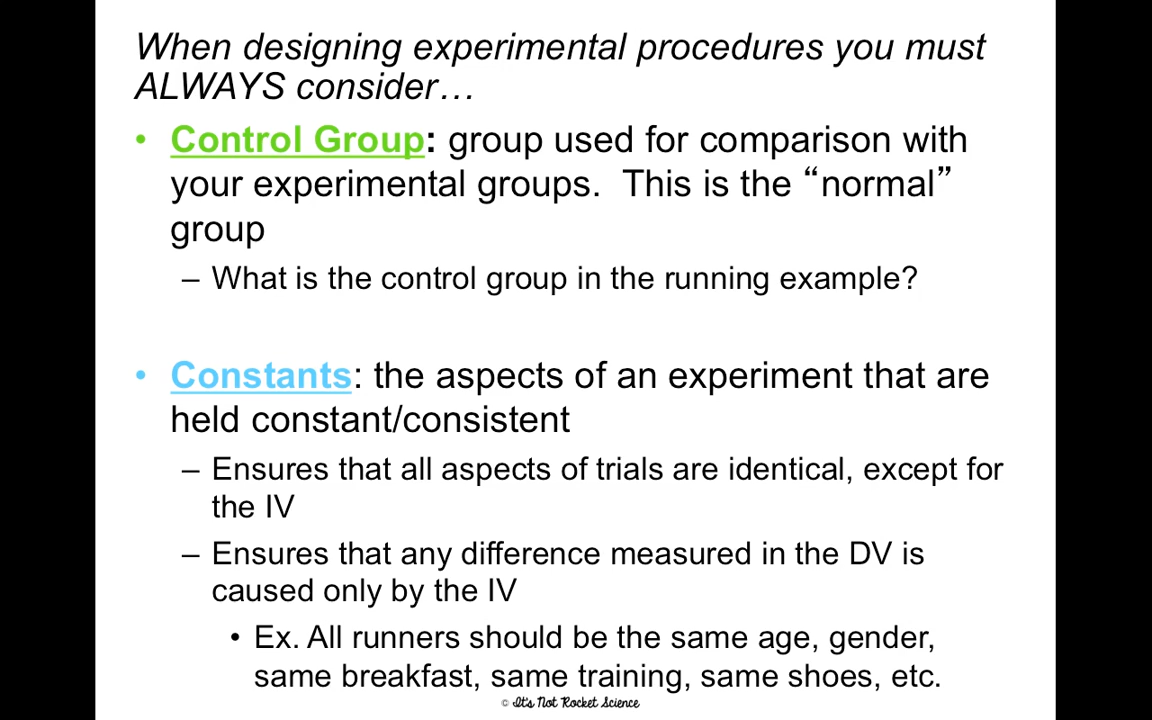 When designing experimental procedures you must
ALWAYS consider…
• Control Group: group used for comparison with
your experimental groups.  This is the “normal”
group
– What is the control group in the running example?
• Constants: the aspects of an experiment that are
held constant/consistent
– Ensures that all aspects of trials are identical, except for
the IV
– Ensures that any difference measured in the DV is
caused only by the IV
• Ex. All runners should be the same age, gender,
same breakfast, same training, same shoes, etc.
© It's Not Rocket Science